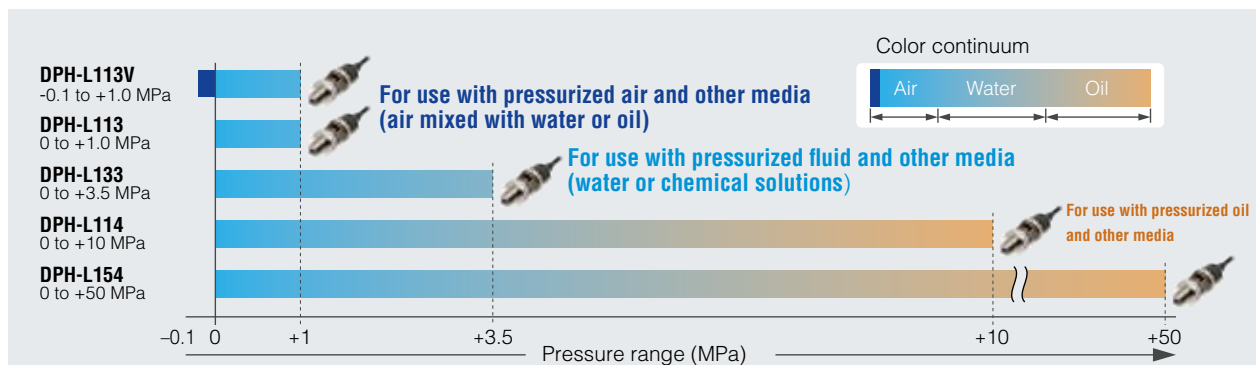 Color continuum
Air Water Oil
DPH-L113V
-0.1 to +1.0 MPa
For use with pressurized air and other media
(air mixed with water or oil)
DPH-L113
0 to +1.0 MPa
For use with pressurized fluid and other media
(water or chemical solutions)
DPH-L133
0 to +3.5 MPa
For use with pressurized oil
and other media
DPH-L114
0 to +10 MPa
DPH-L154
0 to +50 MPa
–0.1 0 +1 +3.5 +10 +50
Pressure range (MPa)